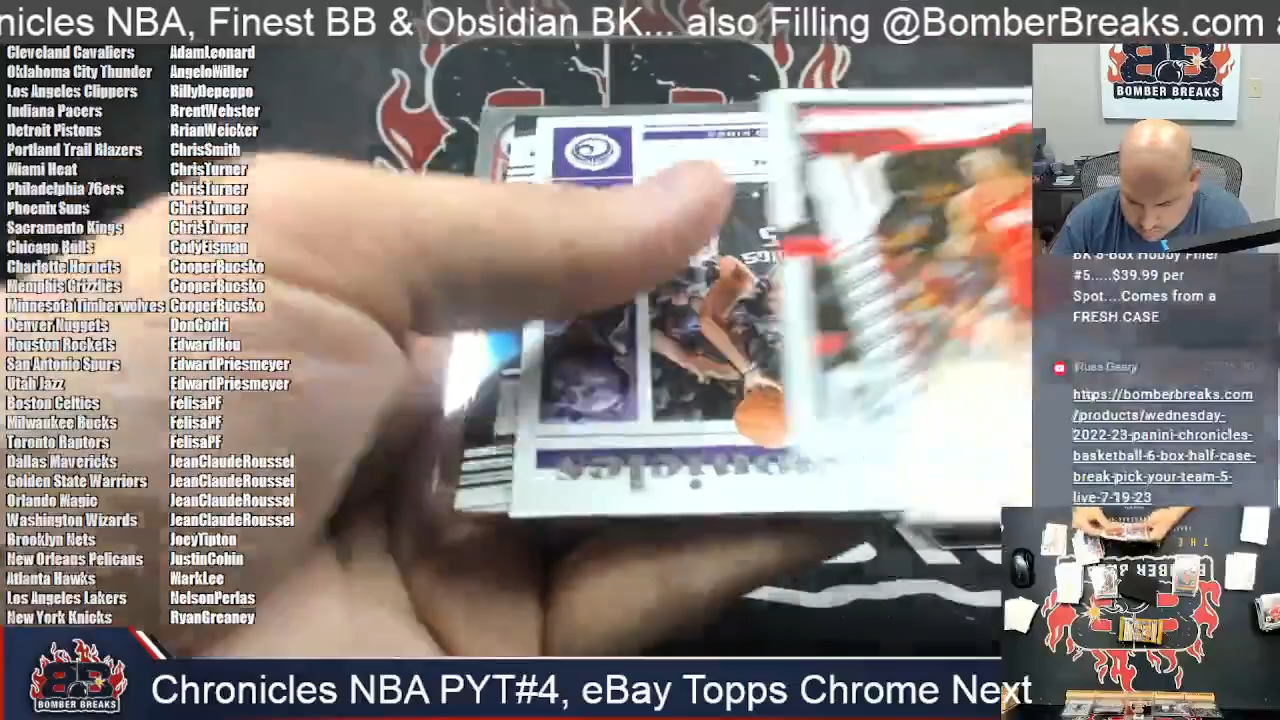 nicles NBA, Finest BB & Obsidian BK... also Filling @BomberBreaks.com a
Cleveland Cavaliers AdamLeonard
Oklahoma City Thunder AngeloMiller
Los Angeles Clippers BillyDepeppo
Indiana Pacers BrentWebster
Detroit Pistons BrianWeicker
Portland Trail Blazers ChrisSmith
Miami Heat ChrisTurner
Philadelphia 76ers ChrisTurner
Phoenix Suns ChrisTurner
Sacramento Kings ChrisTurner
Chicago Bulls CodyEisman
Charlotte Hornets CooperBucsko
Memphis Grizzlies CooperBucsko
Minnesota Timberwolves CooperBucsko
Denver Nuggets DonGodri
Houston Rockets EdwardHou
San Antonio Spurs EdwardPriesmeyer
Utah Jazz EdwardPriesmeyer
Boston Celtics FelisaPF
Milwaukee Bucks FelisaPF
Toronto Raptors FelisaPF
Dallas Mavericks JeanClaudeRoussel
Golden State Warriors JeanClaudeRoussel
Orlando Magic JeanClaudeRoussel
Washington Wizards JeanClaudeRoussel
Brooklyn Nets JoeyTipton
New Orleans Pelicans JustinCohin
Atlanta Hawks MarkLee
Los Angeles Lakers NelsonPerlas
New York Knicks RyanGreaney
BOMBER BREAKS
BK 8-Box Hobby Filler
#5.....$39.99 per
Spot....Comes from a
FRESH CASE
Russ Geary
https://bomberbreaks.com
/products/wednesday-
2022-23-panini-chronicles-
basketball-6-box-half-case-
break-pick-your-team-5-
live-7-19-23
BOMBER BREAKS
Chronicles NBA PYT#4, eBay Topps Chrome Next